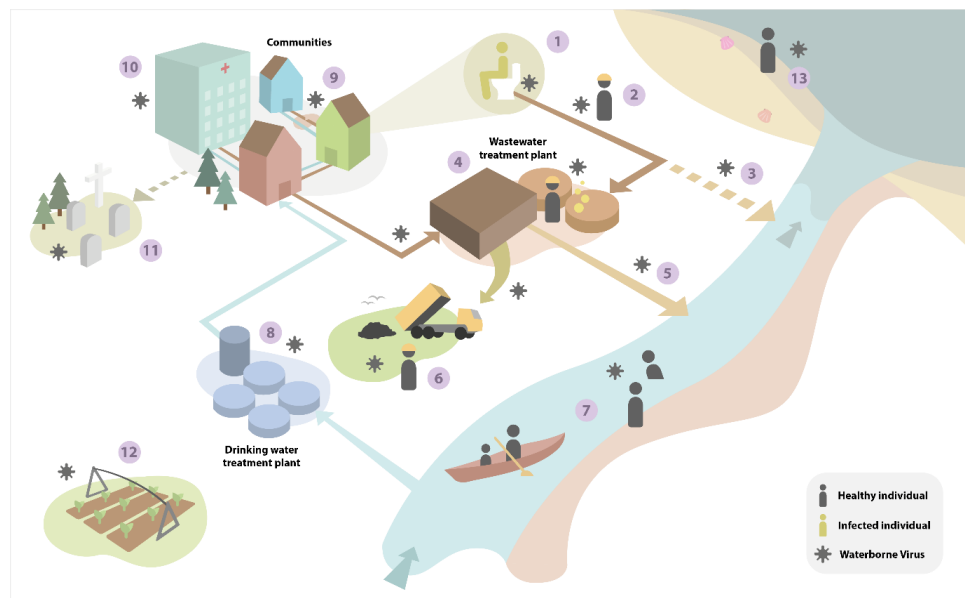 Communities
1
10
9
13
2
Wastewater
treatment plant
4
3
11
5
8
6
7
Drinking water
treatment plant
12
Healthy individual
Infected individual
Waterborne Virus